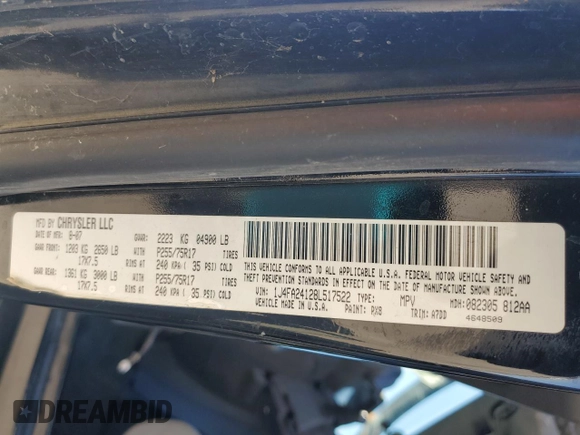 MFD BY CHRYSLER LLC
DATE OF MFR 8-07 GVWR: 2223 KG 04900 LB
GAWR FRONT 1203 KG 2650 LB P255/75R17 TIRES
17X7.5 RIMS AT 240 KPA ( 35 PSI) COLD
GAWR REAR 1361 KG 3000 LB P255/75R17 TIRES
17X7.5 RIMS AT 240 KPA ( 35 PSI) COLD
THIS VEHICLE CONFORMS TO ALL APPLICABLE U.S.A. FEDERAL MOTOR VEHICLE SAFETY AND
THEFT PREVENTION STANDARDS IN EFFECT ON THE DATE OF MANUFACTURE SHOWN ABOVE.
VIN: 1J4FA24128L517522 TYPE: MPV MDH: 082305 812AA
VEHICLE MADE IN U.S.A. PAINT: PX8 TRIM: A7DD 4648509
DREAMBID